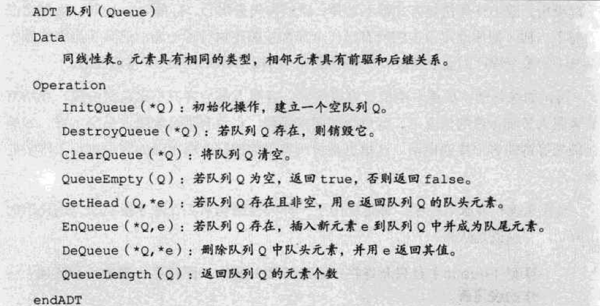 ADT 队列(Queue)
Data
同线性表。元素具有相同的类型,相邻元素具有前驱和后继关系。
Operation
InitQueue(*Q):初始化操作,建立一个空队列Q。
DestroyQueue(*Q):若队列Q存在,则销毁它。
ClearQueue(*Q):将队列Q清空。
QueueEmpty(Q):若队列Q为空,返回true,否则返回false。
GetHead(Q,*e):若队列Q存在且非空,用e返回队列Q的队头元素。
EnQueue(*Q,e):若队列Q存在,插入新元素e到队列Q中并成为队尾元素。
DeQueue(*Q,*e):删除队列Q中队头元素,并用e返回其值。
QueueLength(Q):返回队列Q的元素个数
endADT